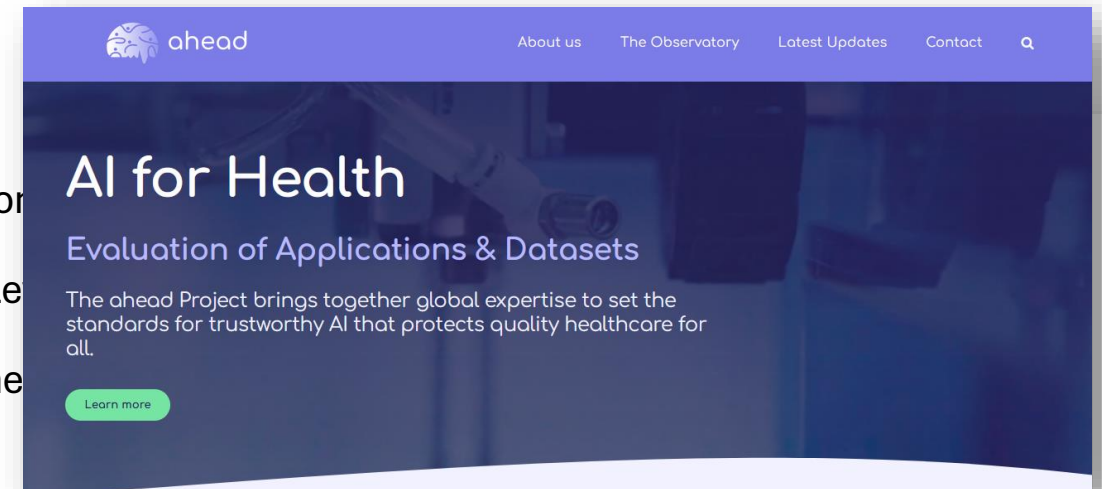 ahead
About us The Observatory Latest Updates Contact
AI for Health
Evaluation of Applications & Datasets
The ahead Project brings together global expertise to set the
standards for trustworthy AI that protects quality healthcare for
all.
Learn more